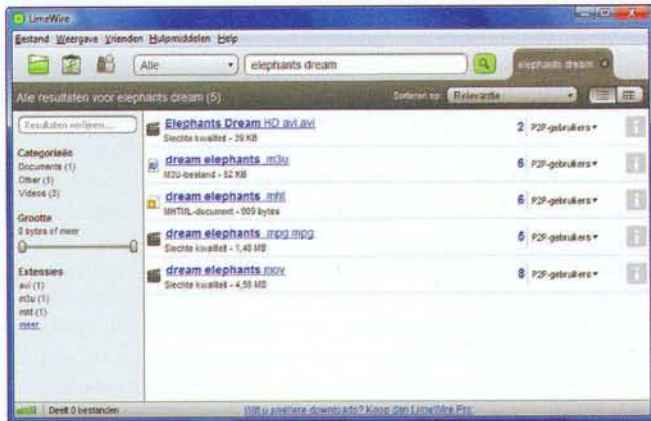 LimeWire
Bestand Weergave Vrienden Hulpmiddelen Help
Alle elephants dream elephants dream
Alle resultaten voor elephants dream (5) Sorteren op: Relevantie
Resultaten verfijnen...
Categorieën
Documents (1)
Other (1)
Videos (3)
Grootte
0 bytes of meer
Extensies
avi (1)
m3u (1)
mht (1)
meer
Elephants Dream HD avi.avi 2 P2P-gebruikers
Slechte kwaliteit - 39 KB
dream elephants .m3u 6 P2P-gebruikers
M3U-bestand - 52 KB
dream elephants .mht 6 P2P-gebruikers
MHTML-document - 909 bytes
dream elephants .mpg.mpg P2P-gebruikers
Slechte kwaliteit - 1,48 MB
dream elephants.mov 8 P2P-gebruikers
Slechte kwaliteit - 4,56 MB
Deelt 0 bestanden Wilt u snellere downloads? Koop dan LimeWire Pro.